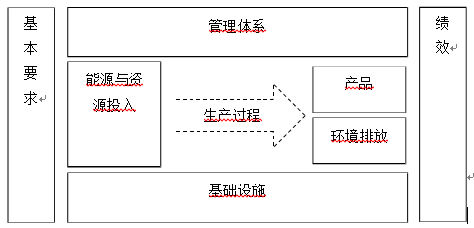 基
本
要
求
管理体系
能源与资
源投入
生产过程
产品
环境排放
基础设施
绩
效